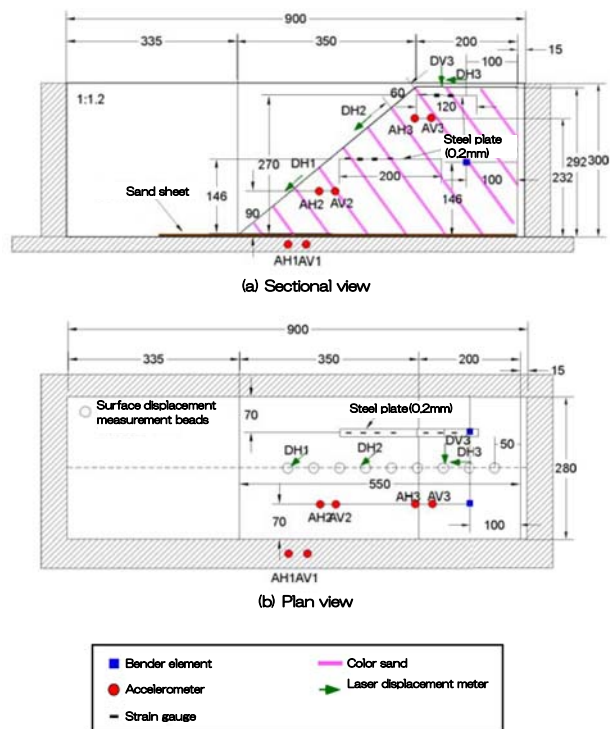 900
335
350
200
100
15
1:1.2
DV3
DH3
60
120
DH2
AH3
AV3
Steel plate
(0.2mm)
270
DH1
200
100
292
300
232
Sand sheet
146
AH2
AV2
146
90
AH1AV1
(a) Sectional view
900
335
350
200
15
Surface displacement
measurement beads
70
Steel plate(0.2mm)
DH1
DH2
DV3
DH3
50
550
280
AH2
AV2
AH3
AV3
70
100
AH1AV1
(b) Plan view
Bender element
Color sand
Accelerometer
Laser displacement meter
Strain gauge